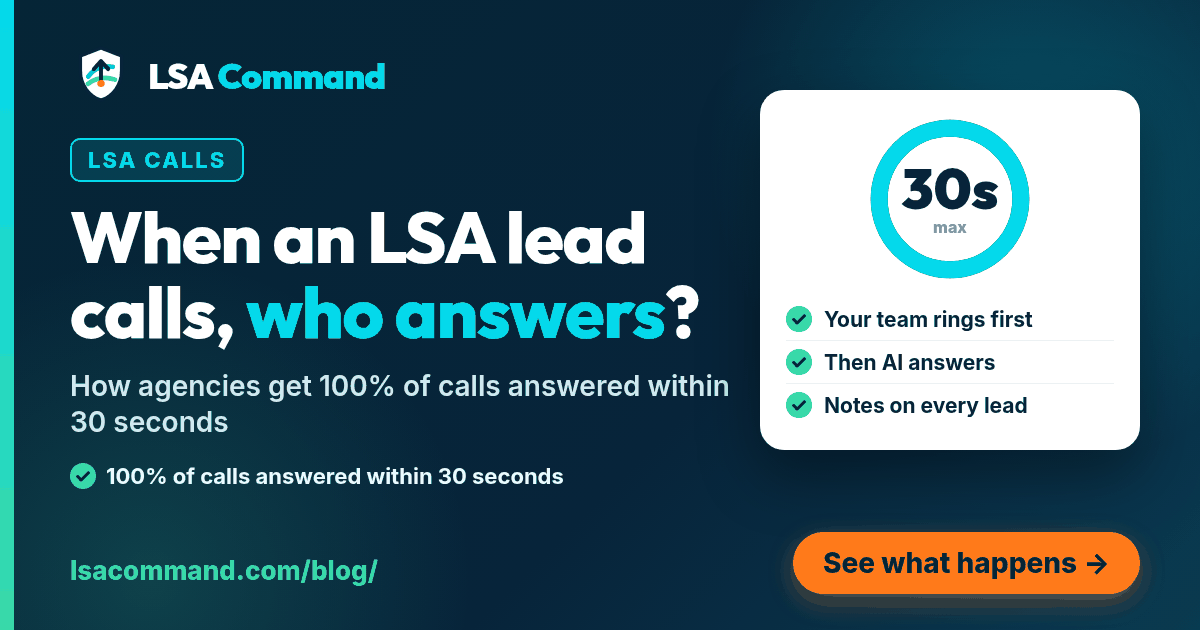 LSA Command
LSA CALLS
When an LSA lead
calls, who answers?
How agencies get 100% of calls answered within
30 seconds
100% of calls answered within 30 seconds
lsacommand.com/blog/
30s
max
Your team rings first
Then AI answers
Notes on every lead
See what happens →